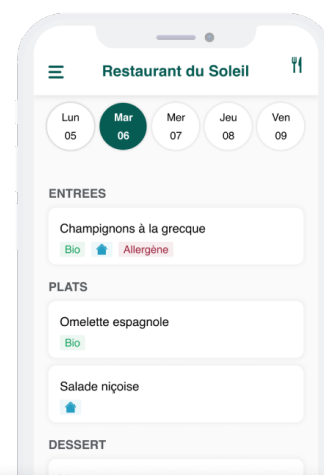 Restaurant du Soleil
Lun Mar Mer Jeu Ven
05 06 07 08 09
ENTREES
Champignons à la grecque
Bio Allergène
PLATS
Omelette espagnole
Bio
Salade niçoise
DESSERT